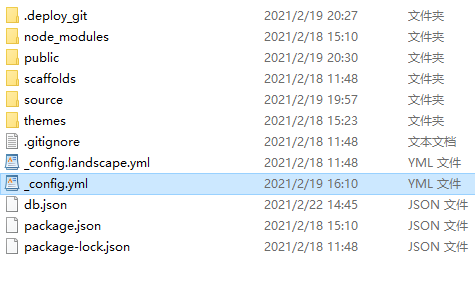 .deploy_git 2021/2/19 20:27 文件夹
node_modules 2021/2/18 15:10 文件夹
public 2021/2/19 20:30 文件夹
scaffolds 2021/2/18 11:48 文件夹
source 2021/2/19 19:57 文件夹
themes 2021/2/18 15:23 文件夹
.gitignore 2021/2/18 11:48 文本文档
_config.landscape.yml 2021/2/18 11:48 YML 文件
_config.yml 2021/2/19 16:10 YML 文件
db.json 2021/2/22 14:45 JSON 文件
package.json 2021/2/18 15:10 JSON 文件
package-lock.json 2021/2/18 11:48 JSON 文件